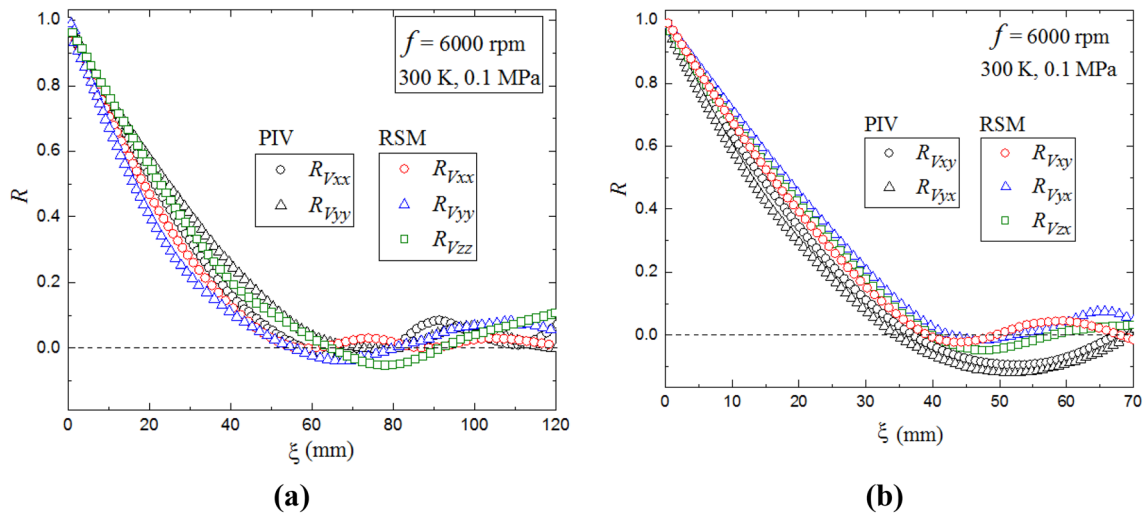 f = 6000 rpm
300 K, 0.1 MPa
PIV RSM
R_Vxx R_Vxx
R_Vyy R_Vyy
R_Vzz
R
1.0
0.8
0.6
0.4
0.2
0.0
0 20 40 60 80 100 120
ξ (mm)
(a)
f = 6000 rpm
300 K, 0.1 MPa
PIV RSM
R_Vxy R_Vxy
R_Vyx R_Vyx
R_Vzx
R
1.0
0.8
0.6
0.4
0.2
0.0
0 10 20 30 40 50 60 70
ξ (mm)
(b)